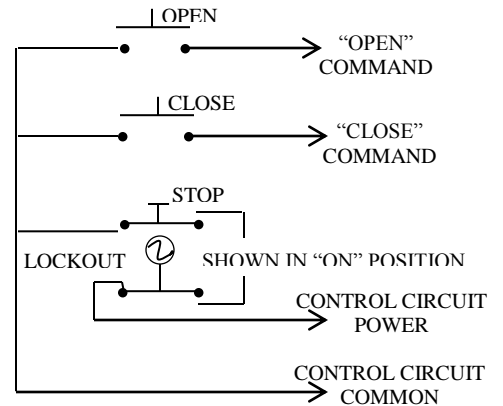 OPEN
“OPEN”
COMMAND
CLOSE
“CLOSE”
COMMAND
STOP
LOCKOUT
SHOWN IN “ON” POSITION
CONTROL CIRCUIT
POWER
CONTROL CIRCUIT
COMMON